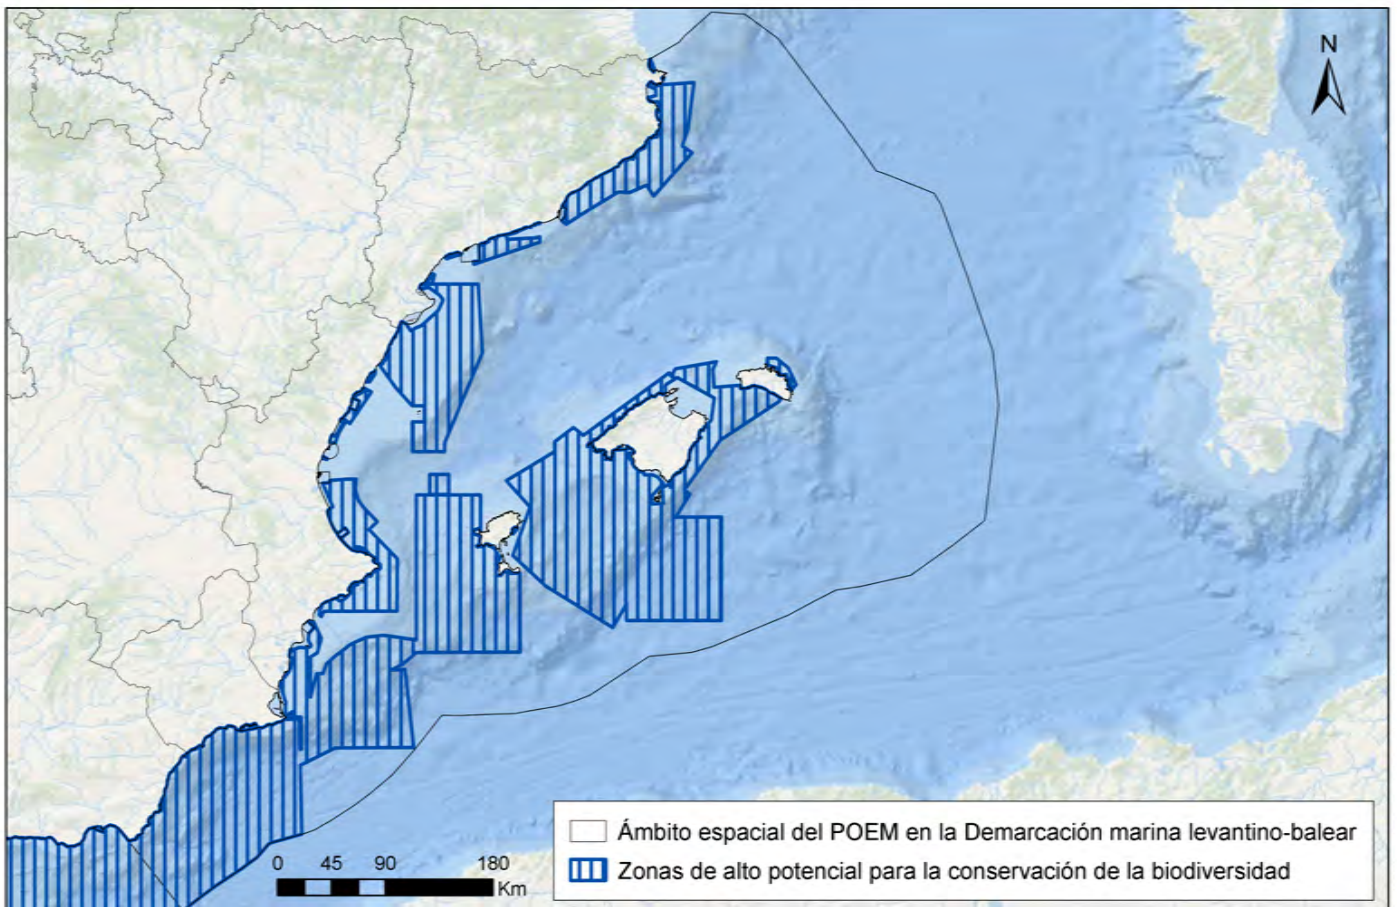 N
Ámbito espacial del POEM en la Demarcación marina levantino-balear
Zonas de alto potencial para la conservación de la biodiversidad
0 45 90 180
Km